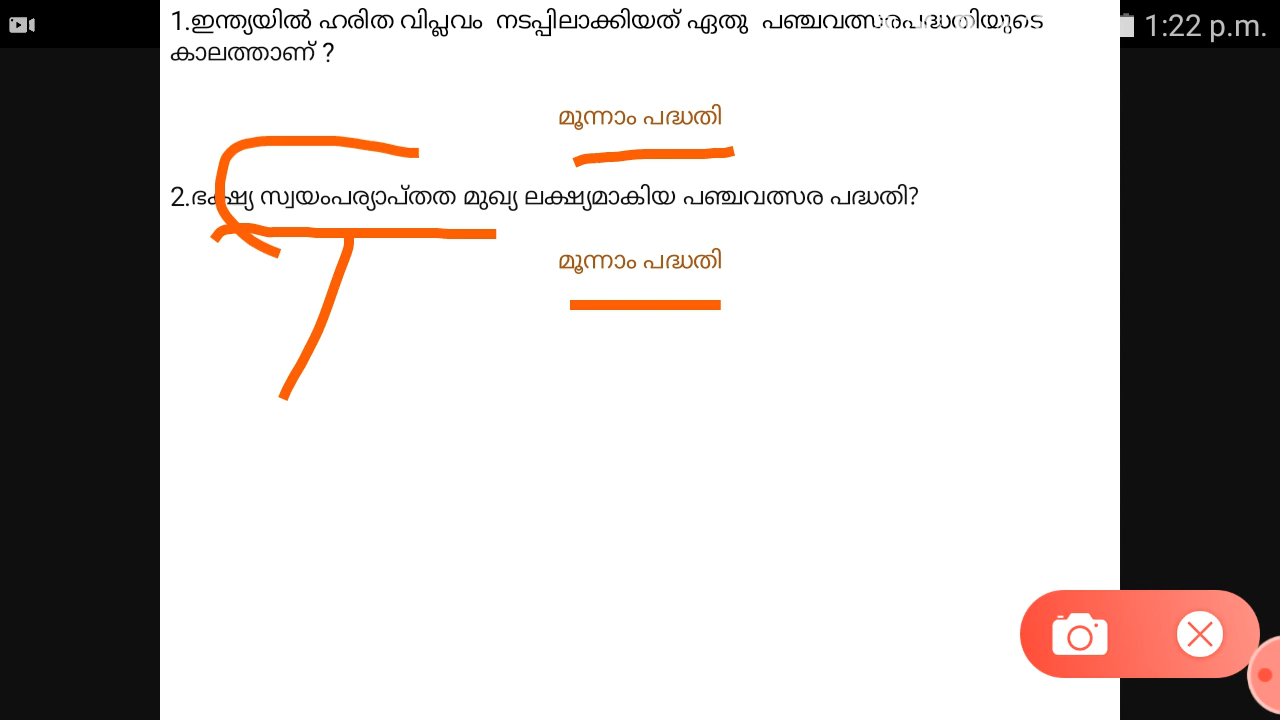 1:22 p.m.
1.ഇന്ത്യയിൽ ഹരിത വിപ്ലവം നടപ്പിലാക്കിയത് ഏതു പഞ്ചവത്സരപദ്ധതിയുടെ
കാലത്താണ് ?
മൂന്നാം പദ്ധതി
2.ഭക്ഷ്യ സ്വയംപര്യാപ്തത മുഖ്യ ലക്ഷ്യമാകിയ പഞ്ചവത്സര പദ്ധതി?
മൂന്നാം പദ്ധതി